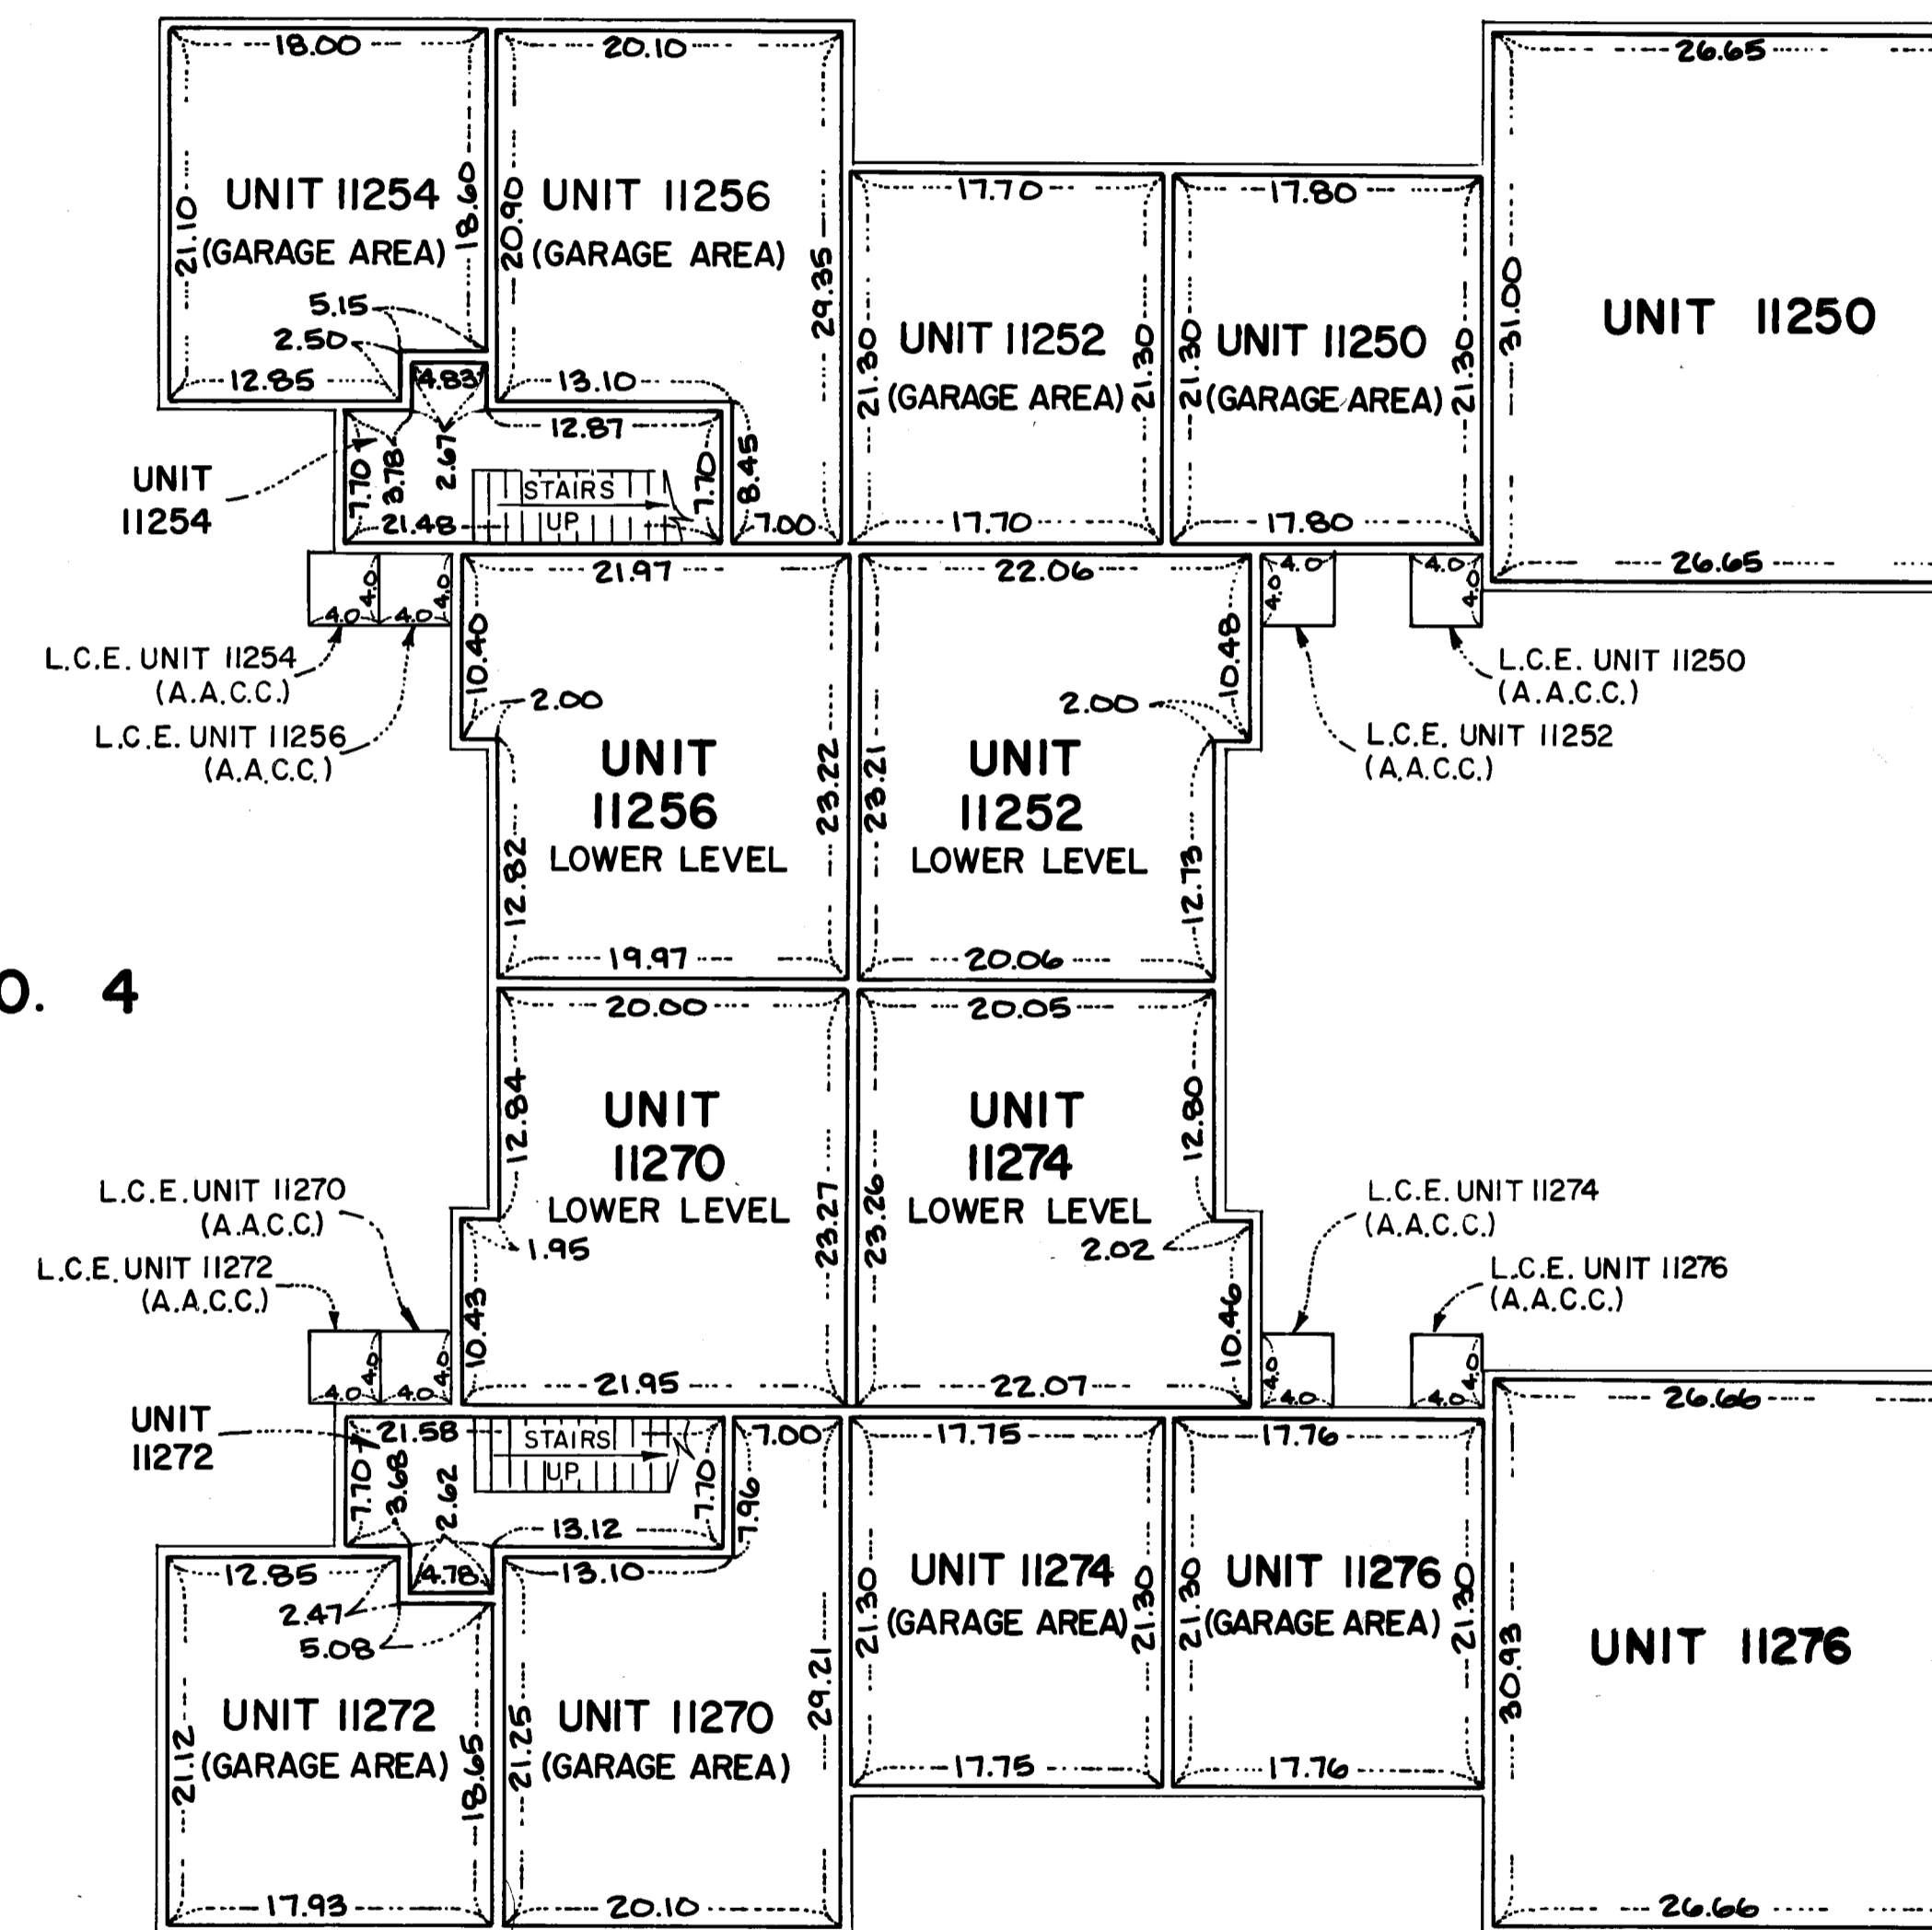 18.00
20.10
26.65
21.10
UNIT 11254
(GARAGE AREA)
18.60
20.90
UNIT 11256
(GARAGE AREA)
29.35
5.15
2.50
12.85
4.83
13.10
17.70
17.80
21.30
UNIT 11252
(GARAGE AREA)
21.30
21.30
UNIT 11250
(GARAGE AREA)
21.30
17.70
17.80
31.00
UNIT 11250
26.65
UNIT
11254
7.70
3.78
2.67
12.87
STAIRS
UP
7.70
21.48
8.45
7.00
4.0
4.0
4.0
4.0
L.C.E. UNIT 11254
(A.A.C.C.)
L.C.E. UNIT 11256
(A.A.C.C.)
21.97
10.40
2.00
UNIT
11256
LOWER LEVEL
23.22
12.82
19.97
22.06
23.21
10.48
2.00
UNIT
11252
LOWER LEVEL
12.73
20.06
4.0
4.0
4.0
4.0
L.C.E. UNIT 11250
(A.A.C.C.)
L.C.E. UNIT 11252
(A.A.C.C.)
O. 4
20.00
12.84
UNIT
11270
LOWER LEVEL
23.27
1.95
10.43
21.95
20.05
12.80
UNIT
11274
LOWER LEVEL
23.26
2.02
10.46
22.07
L.C.E. UNIT 11270
(A.A.C.C.)
L.C.E. UNIT 11272
(A.A.C.C.)
4.0
4.0
4.0
4.0
L.C.E. UNIT 11274
(A.A.C.C.)
L.C.E. UNIT 11276
(A.A.C.C.)
4.0
4.0
4.0
4.0
UNIT
11272
21.58
STAIRS
UP
7.70
3.68
2.62
7.70
13.12
4.78
7.00
7.96
12.85
2.47
5.08
21.12
UNIT 11272
(GARAGE AREA)
18.65
17.93
13.10
21.25
UNIT 11270
(GARAGE AREA)
29.21
20.10
17.75
21.30
UNIT 11274
(GARAGE AREA)
21.30
17.75
17.76
21.30
UNIT 11276
(GARAGE AREA)
21.30
17.76
26.66
30.93
UNIT 11276
26.66